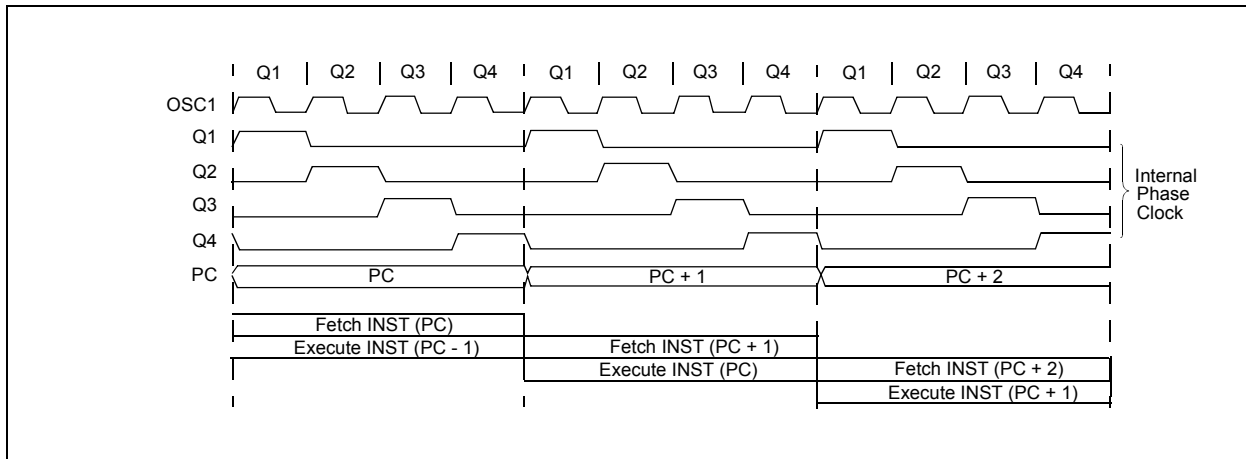 Q1 Q2 Q3 Q4 Q1 Q2 Q3 Q4 Q1 Q2 Q3 Q4
OSC1
Q1
Q2
Q3
Q4
Internal
Phase
Clock
PC PC PC + 1 PC + 2
Fetch INST (PC)
Execute INST (PC - 1) Fetch INST (PC + 1)
Execute INST (PC) Fetch INST (PC + 2)
Execute INST (PC + 1)